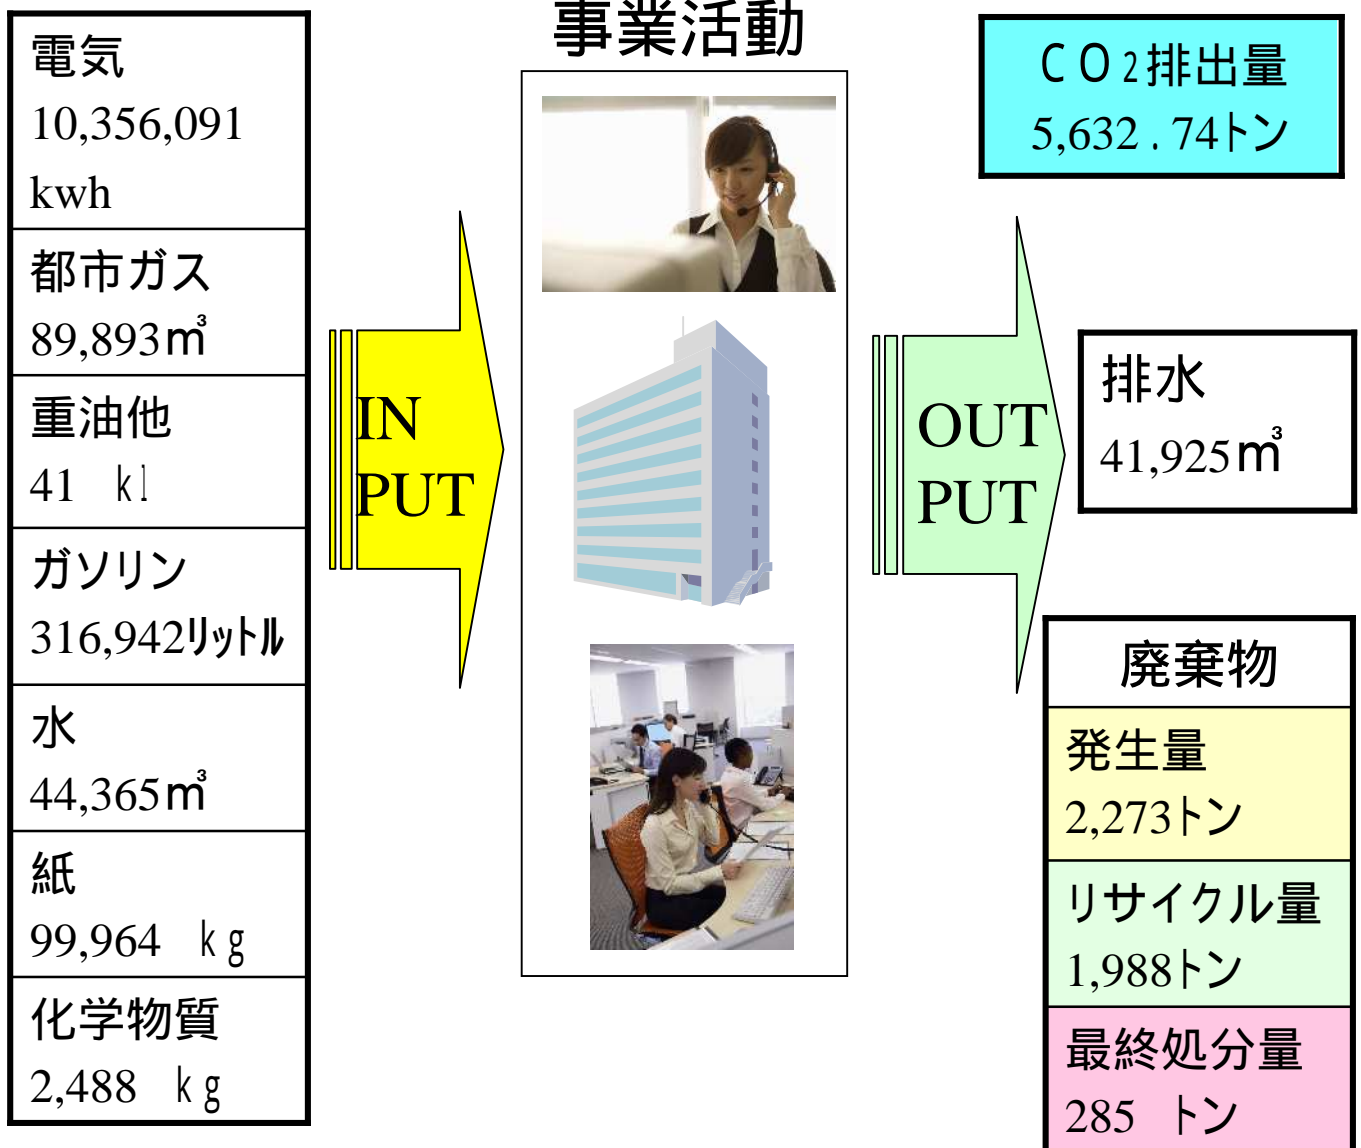 電気
10,356,091
kwh
都市ガス
89,893㎥
重油他
41 kl
ガソリン
316,942リットル
水
44,365㎥
紙
99,964 kg
化学物質
2,488 kg
IN
PUT
事業活動
OUT
PUT
CO2排出量
5,632.74トン
排水
41,925㎥
廃棄物
発生量
2,273トン
リサイクル量
1,988トン
最終処分量
285 トン